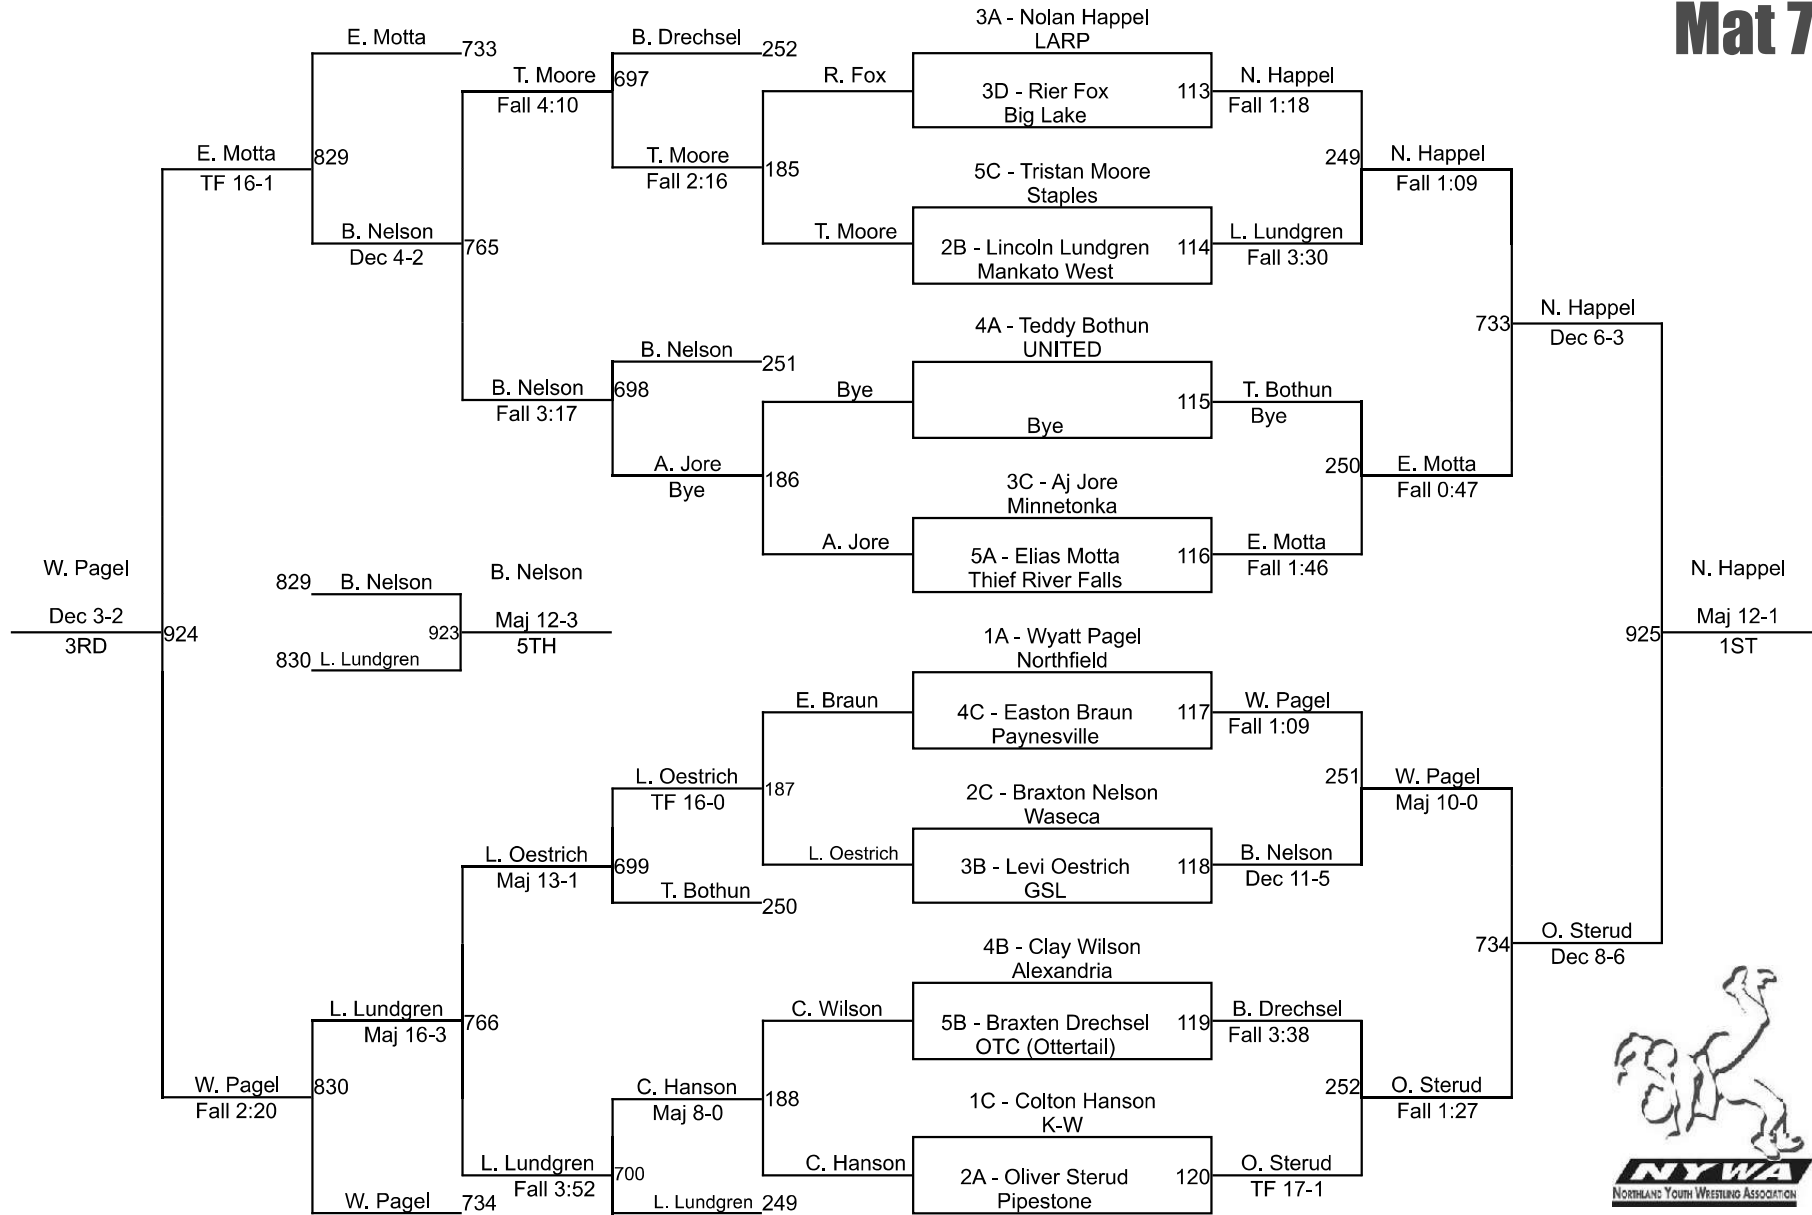 Mat 7
3A - Nolan Happel
LARP
E. Motta 733
B. Drechsel 252
T. Moore 697
Fall 4:10
R. Fox
3D - Rier Fox 113
Big Lake
N. Happel
Fall 1:18
E. Motta 829
TF 16-1
T. Moore 185
Fall 2:16
5C - Tristan Moore
Staples
249 N. Happel
Fall 1:09
B. Nelson 765
Dec 4-2
T. Moore
2B - Lincoln Lundgren 114
Mankato West
L. Lundgren
Fall 3:30
4A - Teddy Bothun
UNITED
733 N. Happel
Dec 6-3
B. Nelson 251
B. Nelson 698
Fall 3:17
Bye
115
Bye
T. Bothun
Bye
A. Jore 186
Bye
3C - Aj Jore
Minnetonka
250 E. Motta
Fall 0:47
A. Jore
5A - Elias Motta 116
Thief River Falls
E. Motta
Fall 1:46
W. Pagel
Dec 3-2
3RD
924
829 B. Nelson
830 L. Lundgren
923
B. Nelson
Maj 12-3
5TH
N. Happel
925 Maj 12-1
1ST
1A - Wyatt Pagel
Northfield
E. Braun
4C - Easton Braun 117
Paynesville
W. Pagel
Fall 1:09
L. Oestrich 187
TF 16-0
2C - Braxton Nelson
Waseca
251 W. Pagel
Maj 10-0
L. Oestrich 699
Maj 13-1
L. Oestrich
3B - Levi Oestrich 118
GSL
B. Nelson
Dec 11-5
T. Bothun 250
4B - Clay Wilson
Alexandria
734 O. Sterud
Dec 8-6
L. Lundgren 766
Maj 16-3
C. Wilson
5B - Braxten Drechsel 119
OTC (Ottertail)
B. Drechsel
Fall 3:38
W. Pagel 830
Fall 2:20
C. Hanson 188
Maj 8-0
1C - Colton Hanson
K-W
252 O. Sterud
Fall 1:27
L. Lundgren 700
Fall 3:52
C. Hanson
2A - Oliver Sterud 120
Pipestone
O. Sterud
TF 17-1
W. Pagel 734
L. Lundgren 249
NYWA
NORTHLAND YOUTH WRESTLING ASSOCIATION